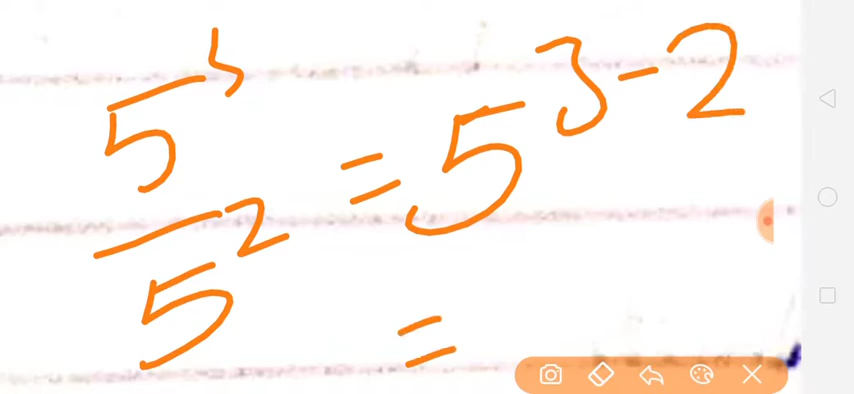 5³/5² = 5³⁻²
=